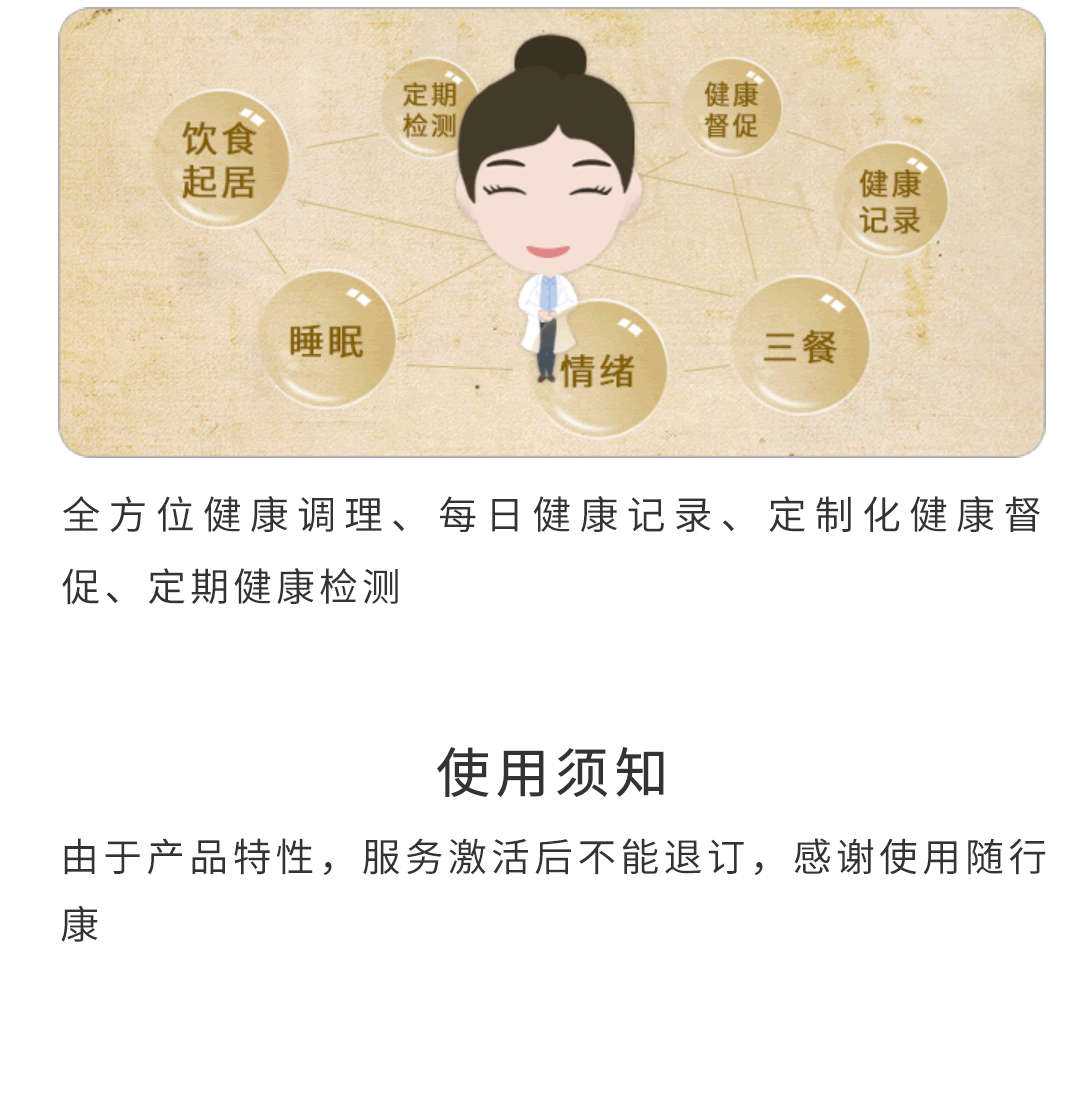 定期
检测
健康
督促
饮食
起居
健康
记录
睡眠
情绪
三餐
全方位健康调理、每日健康记录、定制化健康督
促、定期健康检测
使用须知
由于产品特性，服务激活后不能退订，感谢使用随行
康